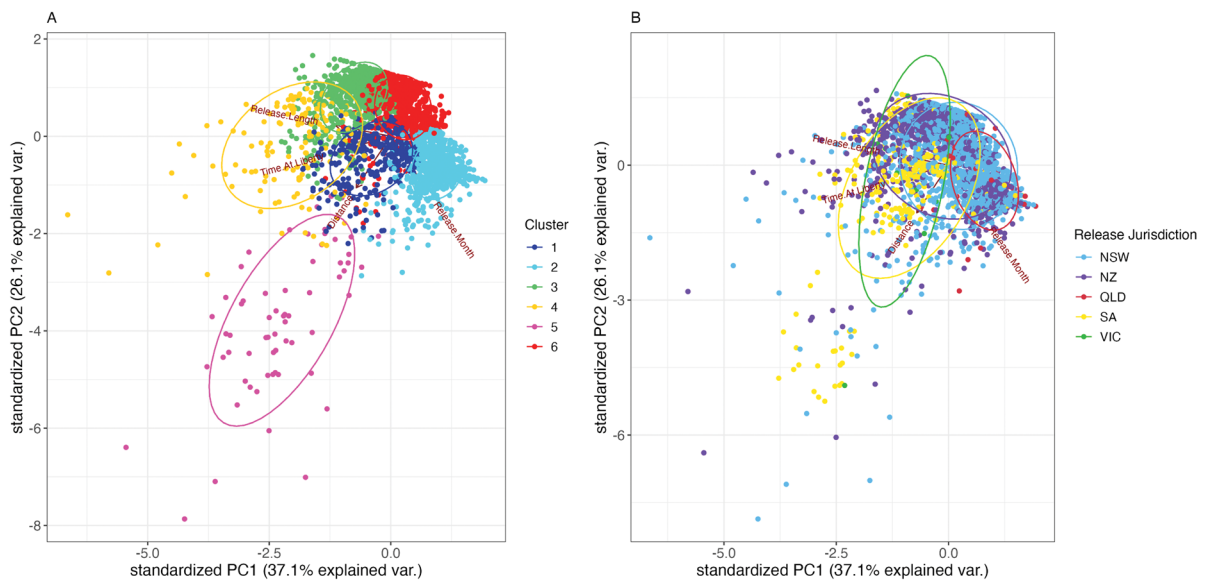 A
B
2
0
-2
-4
-6
-8
-5.0
-2.5
0.0
standardized PC1 (37.1% explained var.)
standardized PC2 (26.1% explained var.)
Release.Length
Time.At.Liberty
Distance
Release.Month
Cluster
1
2
3
4
5
6
0
-3
-6
-5.0
-2.5
0.0
standardized PC1 (37.1% explained var.)
standardized PC2 (26.1% explained var.)
Release.Length
Time.At.Liberty
Distance
Release.Month
Release Jurisdiction
NSW
NZ
QLD
SA
VIC